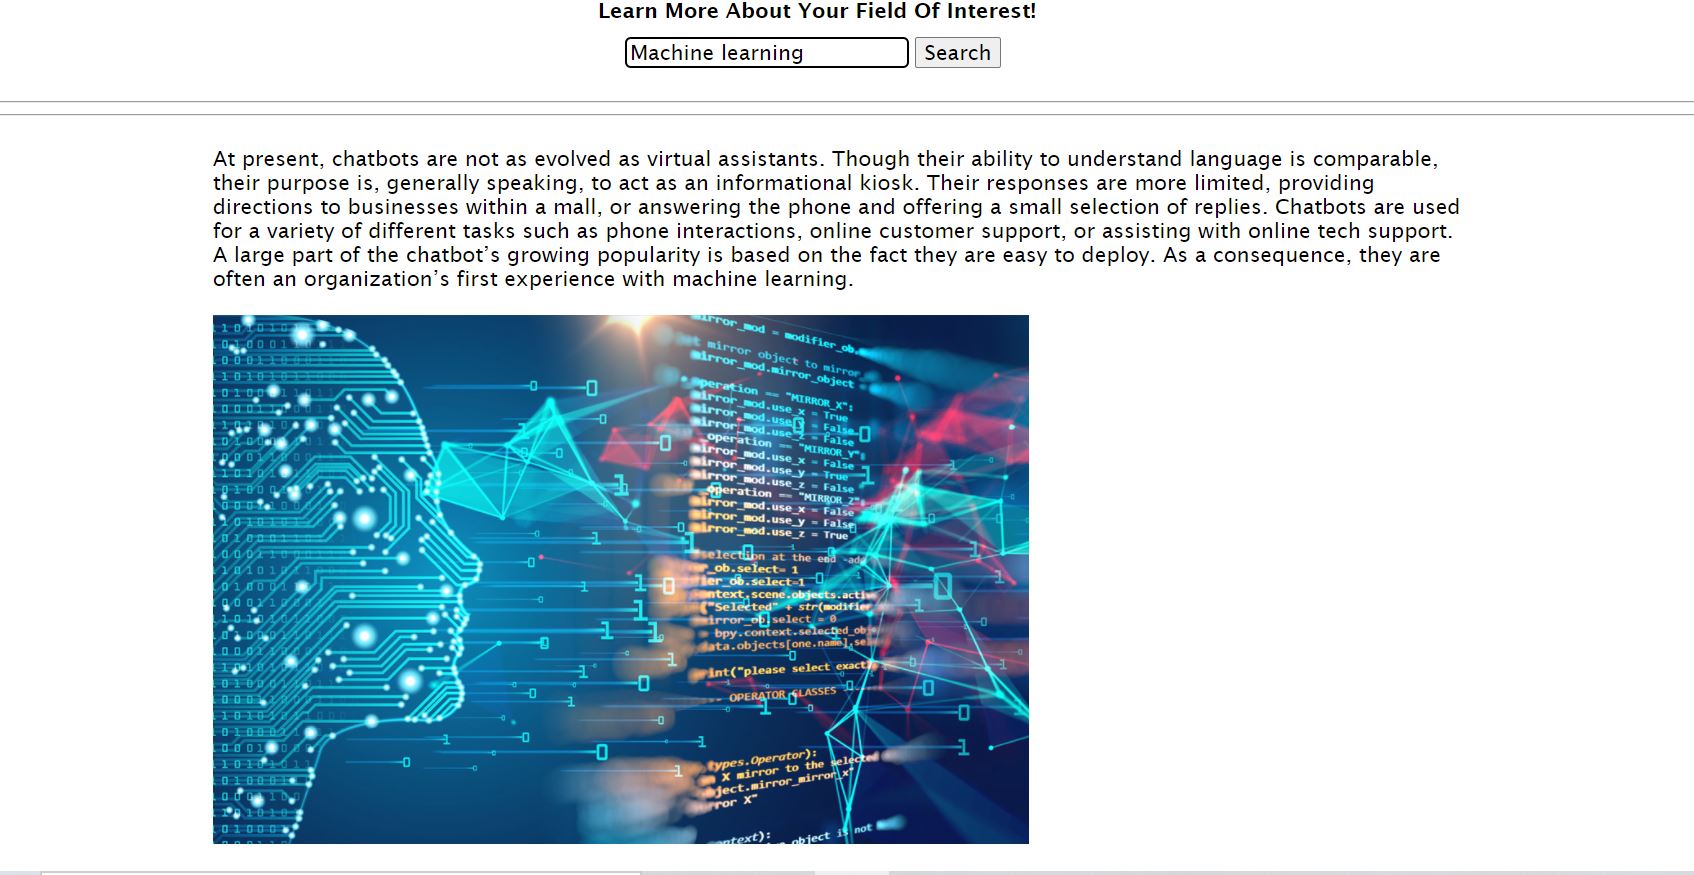 Learn More About Your Field Of Interest!
Machine learning Search
At present, chatbots are not as evolved as virtual assistants. Though their ability to understand language is comparable,
their purpose is, generally speaking, to act as an informational kiosk. Their responses are more limited, providing
directions to businesses within a mall, or answering the phone and offering a small selection of replies. Chatbots are used
for a variety of different tasks such as phone interactions, online customer support, or assisting with online tech support.
A large part of the chatbot’s growing popularity is based on the fact they are easy to deploy. As a consequence, they are
often an organization’s first experience with machine learning.
mirror_mod = modifier_ob.
mirror object to mirror
mirror_mod.mirror_object
operation == "MIRROR_X":
mirror_mod.use_x = True
mirror_mod.use_y = False
mirror_mod.use_z = False
_operation == "MIRROR_Y":
mirror_mod.use_x = False
mirror_mod.use_y = True
mirror_mod.use_z = False
_operation == "MIRROR_Z":
mirror_mod.use_x = False
mirror_mod.use_y = False
mirror_mod.use_z = True
selection at the end -add
_ob.select= 1
er_ob.select=1
ntext.scene.objects.active
("Selected" + str(modifier
irror_ob.select = 0
= bpy.context.selected_ob
data.objects[one.name].sel
int("please select exactl
-- OPERATOR CLASSES
types.Operator):
X mirror to the selected
ject.mirror_mirror_x"
ror X"
ntext):
object is not